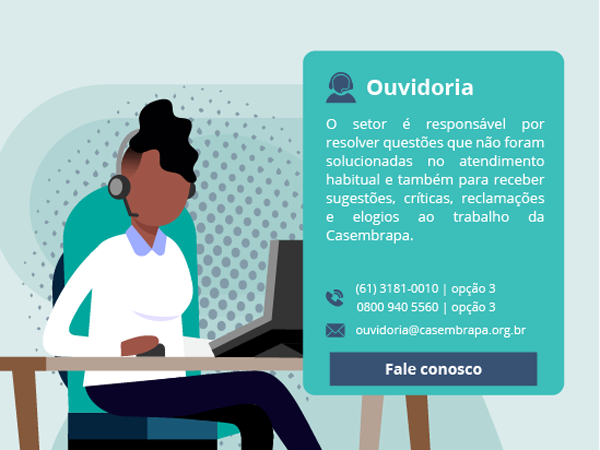 Ouvidoria
O setor é responsável por
resolver questões que não foram
solucionadas no atendimento
habitual e também para receber
sugestões, críticas, reclamações
e elogios ao trabalho da
Casembrapa.
(61) 3181-0010 | opção 3
0800 940 5560 | opção 3
ouvidoria@casembrapa.org.br
Fale conosco